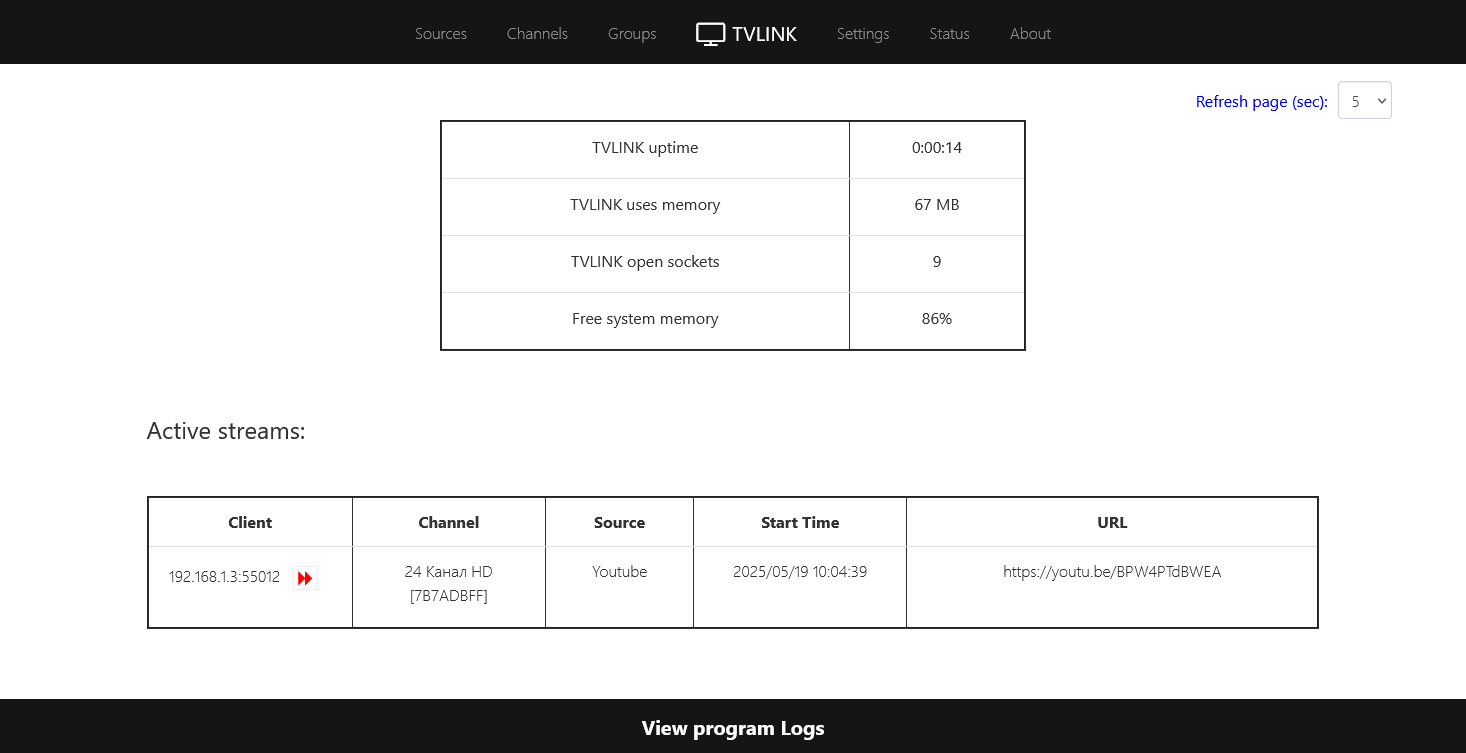 Sources Channels Groups TVLINK Settings Status About
Refresh page (sec): 5
TVLINK uptime 0:00:14
TVLINK uses memory 67 MB
TVLINK open sockets 9
Free system memory 86%
Active streams:
Client Channel Source Start Time URL
192.168.1.3:55012 24 Канал HD Youtube 2025/05/19 10:04:39 https://youtu.be/BPW4PTdBWEA
[7B7ADBFF]
View program Logs